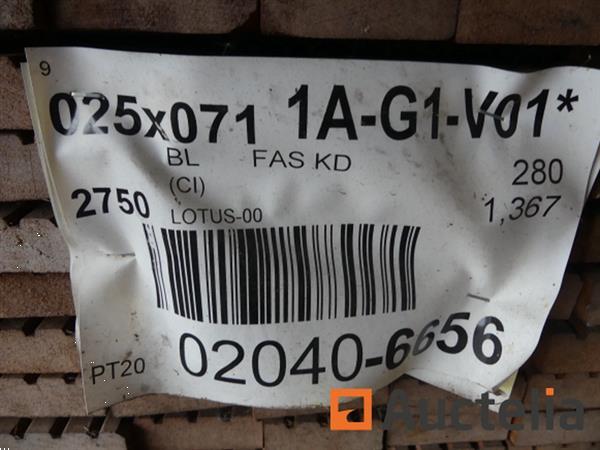 9
025x071 1A-G1-V01*
BL FAS KD 280
(CI)
2750 LOTUS-00 1,367
PT20 02040-6656
Auctelia